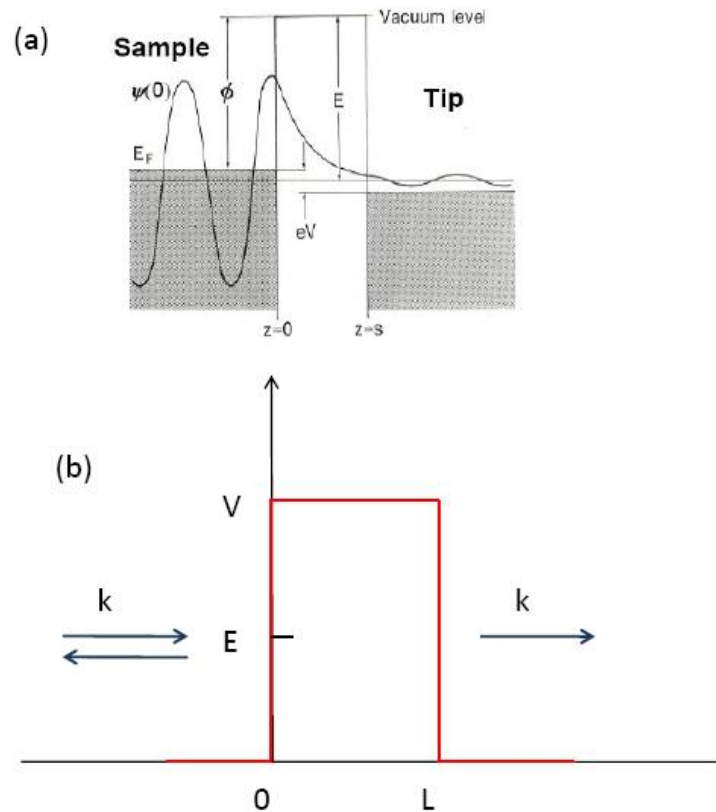 (a)
Vacuum level
Sample
ψ(0)
ϕ
E
Tip
E_F
eV
z=0
z=s
(b)
V
k
k
E
0
L